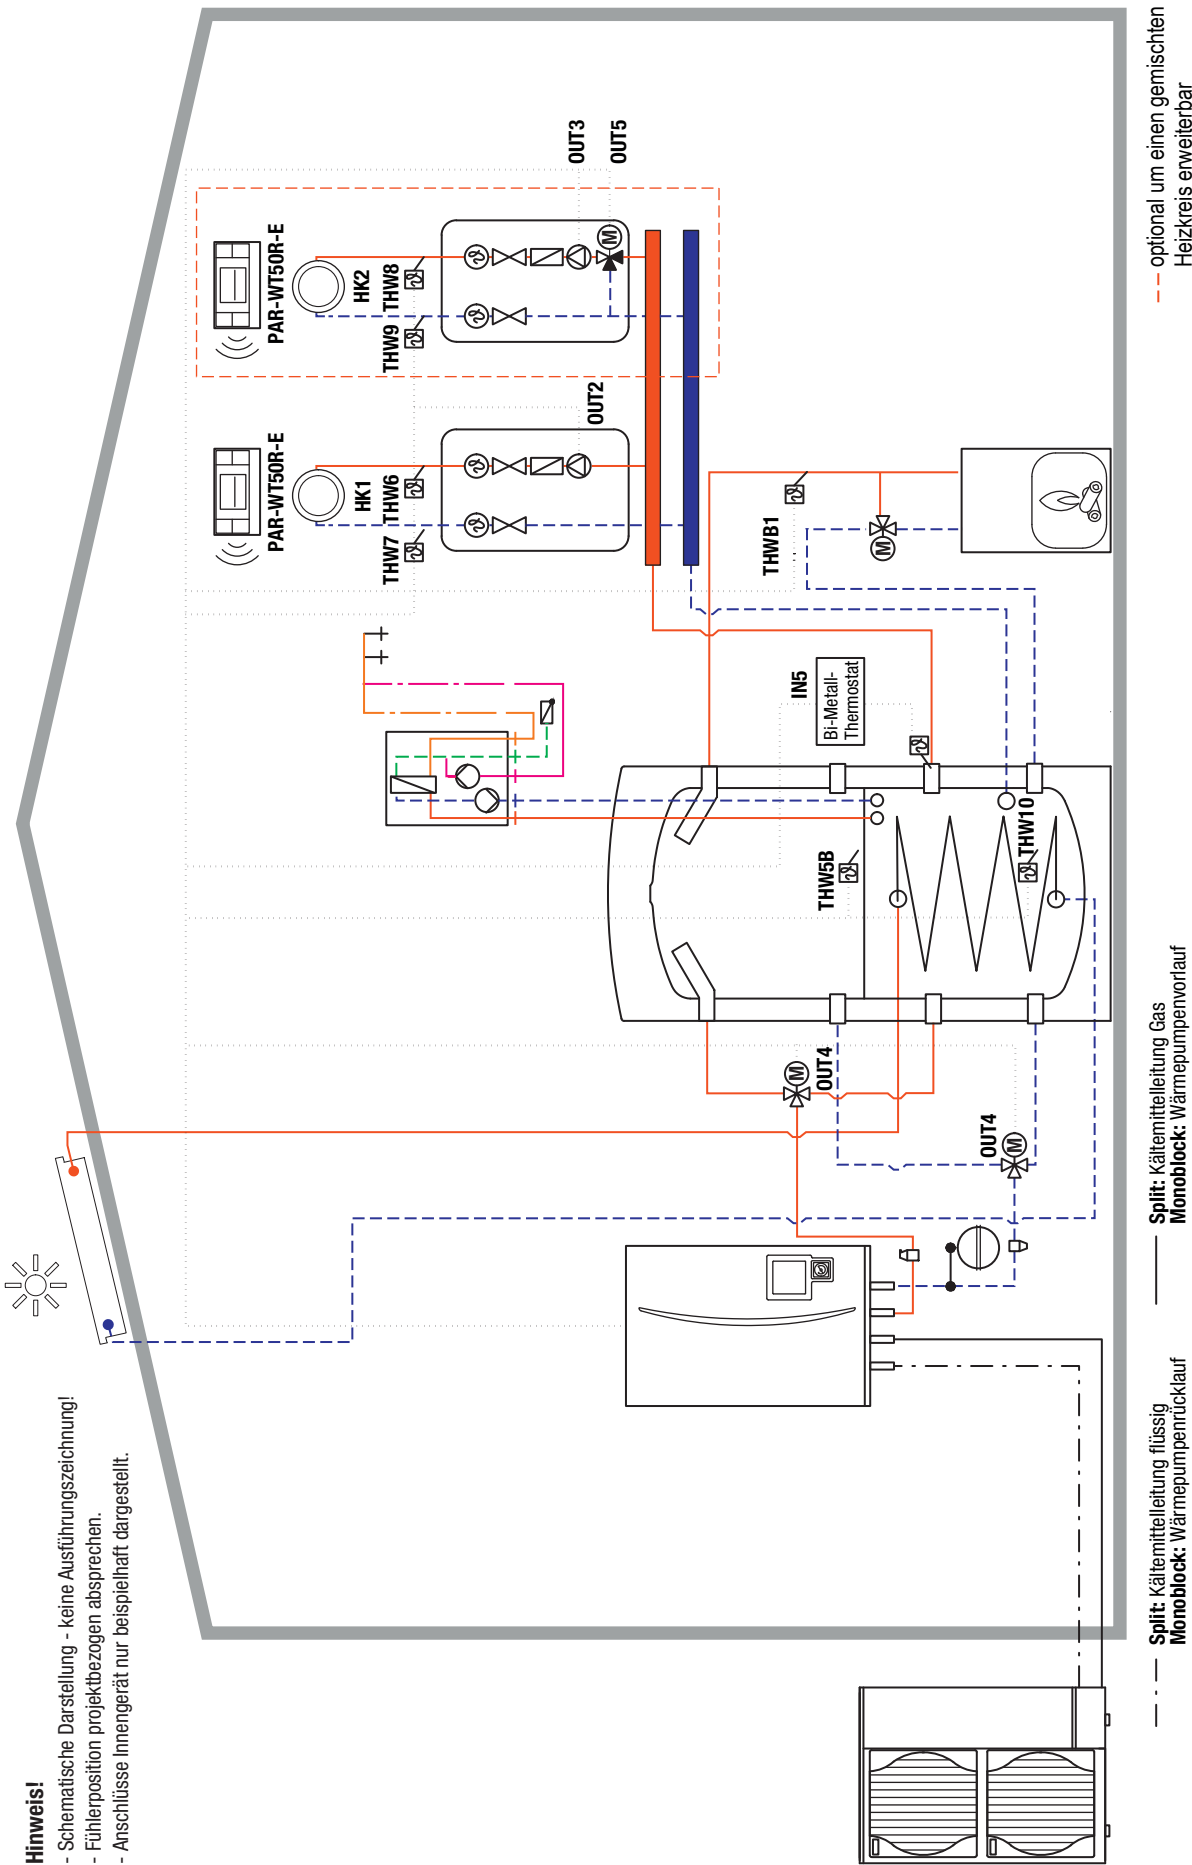 Hinweis!
- Schematische Darstellung - keine Ausführungszeichnung!
- Fühlerposition projektbezogen absprechen.
- Anschlüsse Innengerät nur beispielhaft dargestellt.
PAR-WT50R-E
PAR-WT50R-E
HK1
HK2
THW7
THW6
THW9
THW8
OUT2
OUT3
M
OUT5
IN5
Bi-Metall-
Thermostat
THWB1
M
THW5B
THW10
M
OUT4
OUT4
M
Split: Kältemittelleitung flüssig
Monoblock: Wärmepumpenrücklauf
Split: Kältemittelleitung Gas
Monoblock: Wärmepumpenvorlauf
optional um einen gemischten
Heizkreis erweiterbar